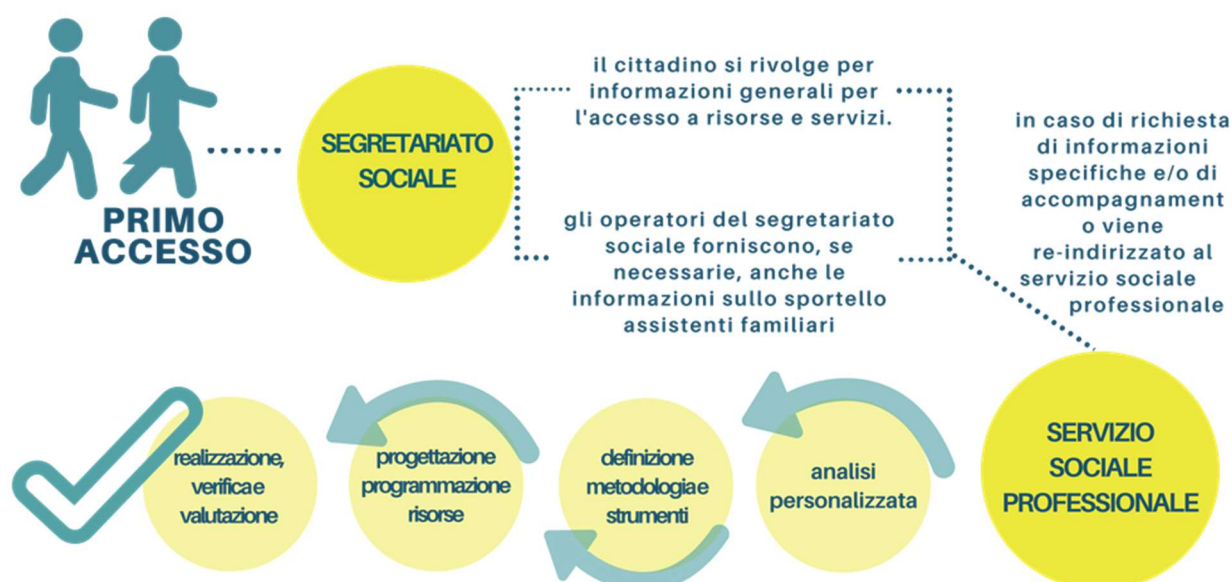 PRIMO
ACCESSO
SEGRETARIATO
SOCIALE
il cittadino si rivolge per
informazioni generali per
l'accesso a risorse e servizi.
gli operatori del segretariato
sociale forniscono, se
necessarie, anche le
informazioni sullo sportello
assistenti familiari
in caso di richiesta
di informazioni
specifiche e/o di
accompagnament
o viene
re-indirizzato al
servizio sociale
professionale
SERVIZIO
SOCIALE
PROFESSIONALE
analisi
personalizzata
definizione
metodologia e
strumenti
progettazione
programmazione
risorse
realizzazione,
verifica e
valutazione